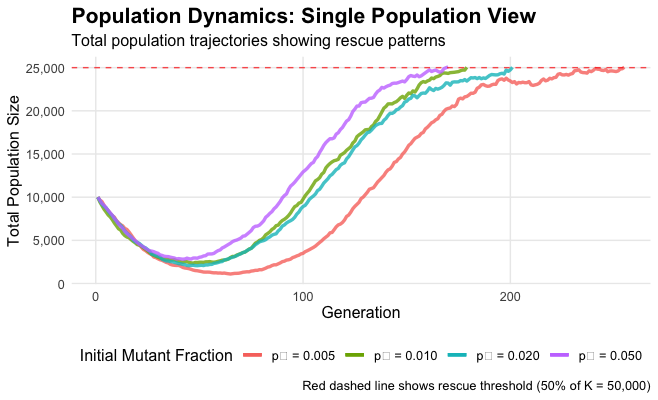 Population Dynamics: Single Population View
Total population trajectories showing rescue patterns
25,000
20,000
15,000
10,000
5,000
0
Total Population Size
0 100 200
Generation
Initial Mutant Fraction p□ = 0.005 p□ = 0.010 p□ = 0.020 p□ = 0.050
Red dashed line shows rescue threshold (50% of K = 50,000)